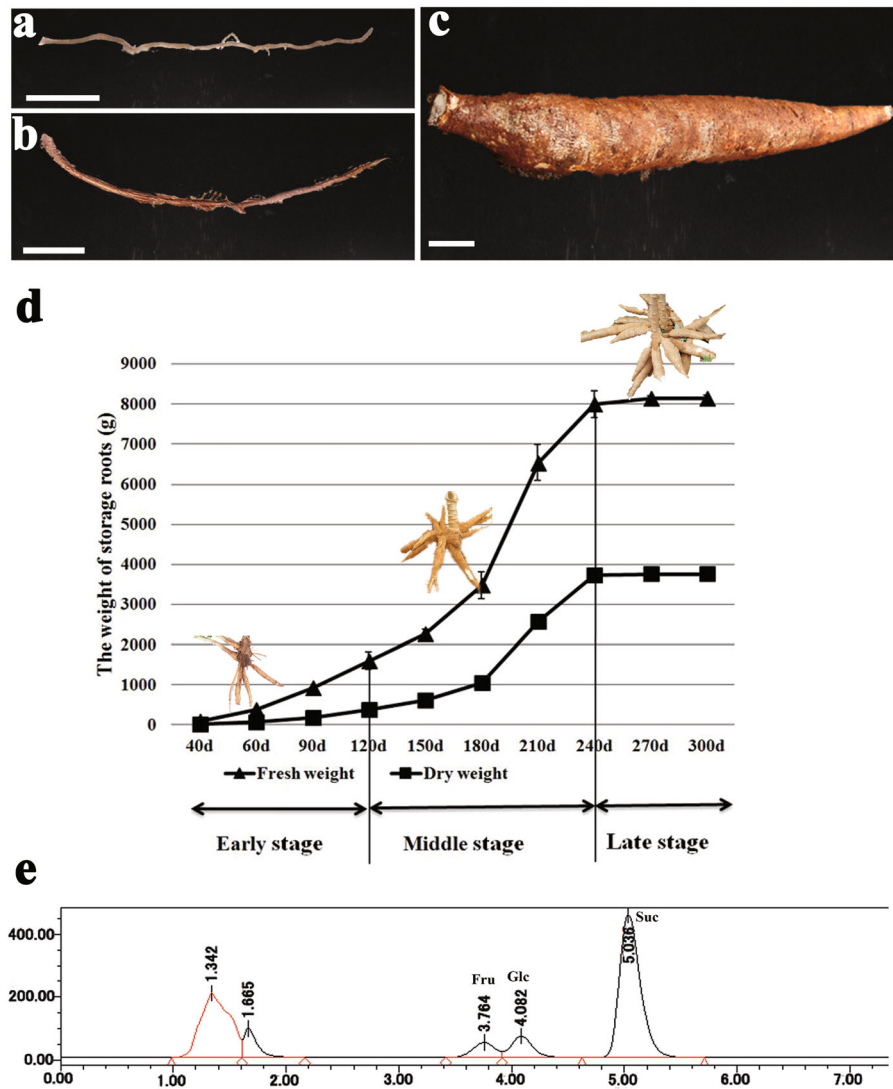 a
b
c
d
The weight of storage roots (g)
9000
8000
7000
6000
5000
4000
3000
2000
1000
0
40d 60d 90d 120d 150d 180d 210d 240d 270d 300d
Fresh weight Dry weight
Early stage Middle stage Late stage
e
400.00
200.00
0.00
1.342
1.665
Fru
3.764
Glc
4.082
Suc
5.036
0.00 1.00 2.00 3.00 4.00 5.00 6.00 7.00